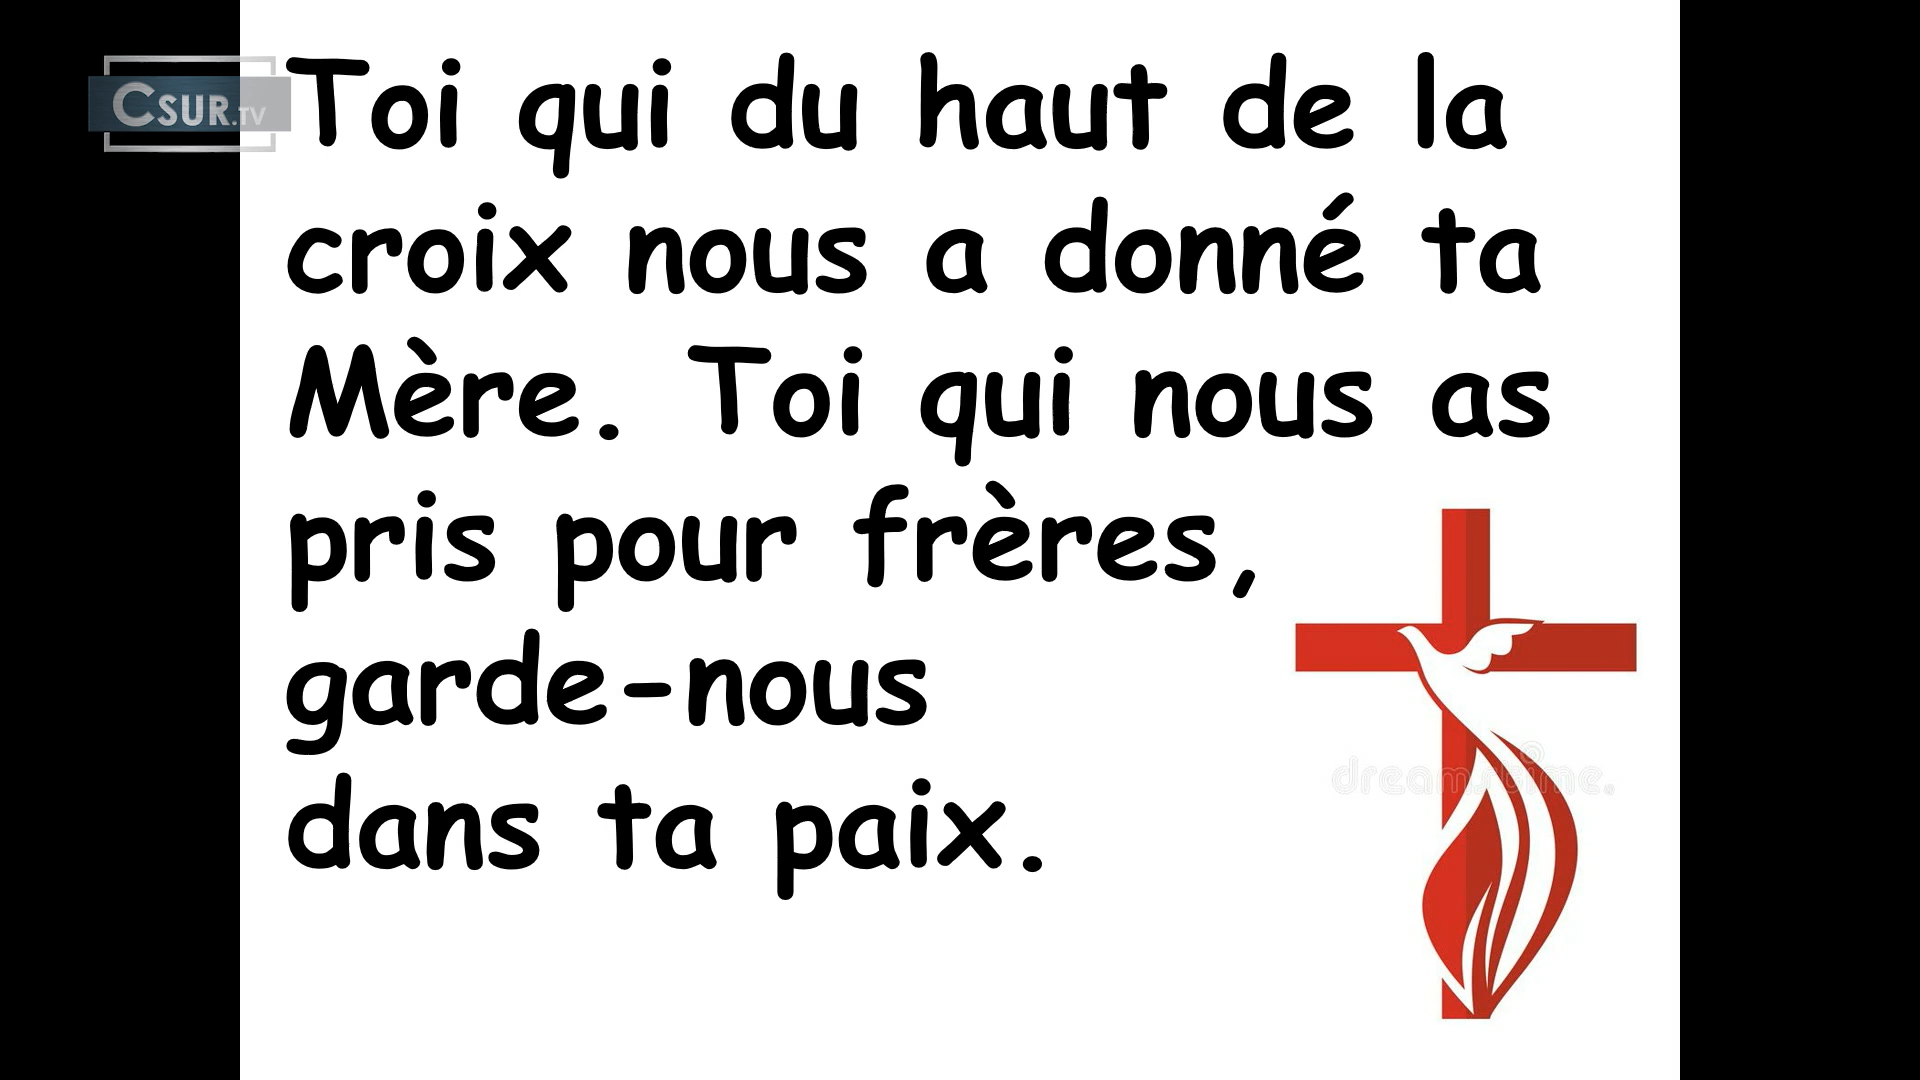 CSUR.TV
Toi qui du haut de la
croix nous a donné ta
Mère. Toi qui nous as
pris pour frères,
garde-nous
dans ta paix.
dreamstime.